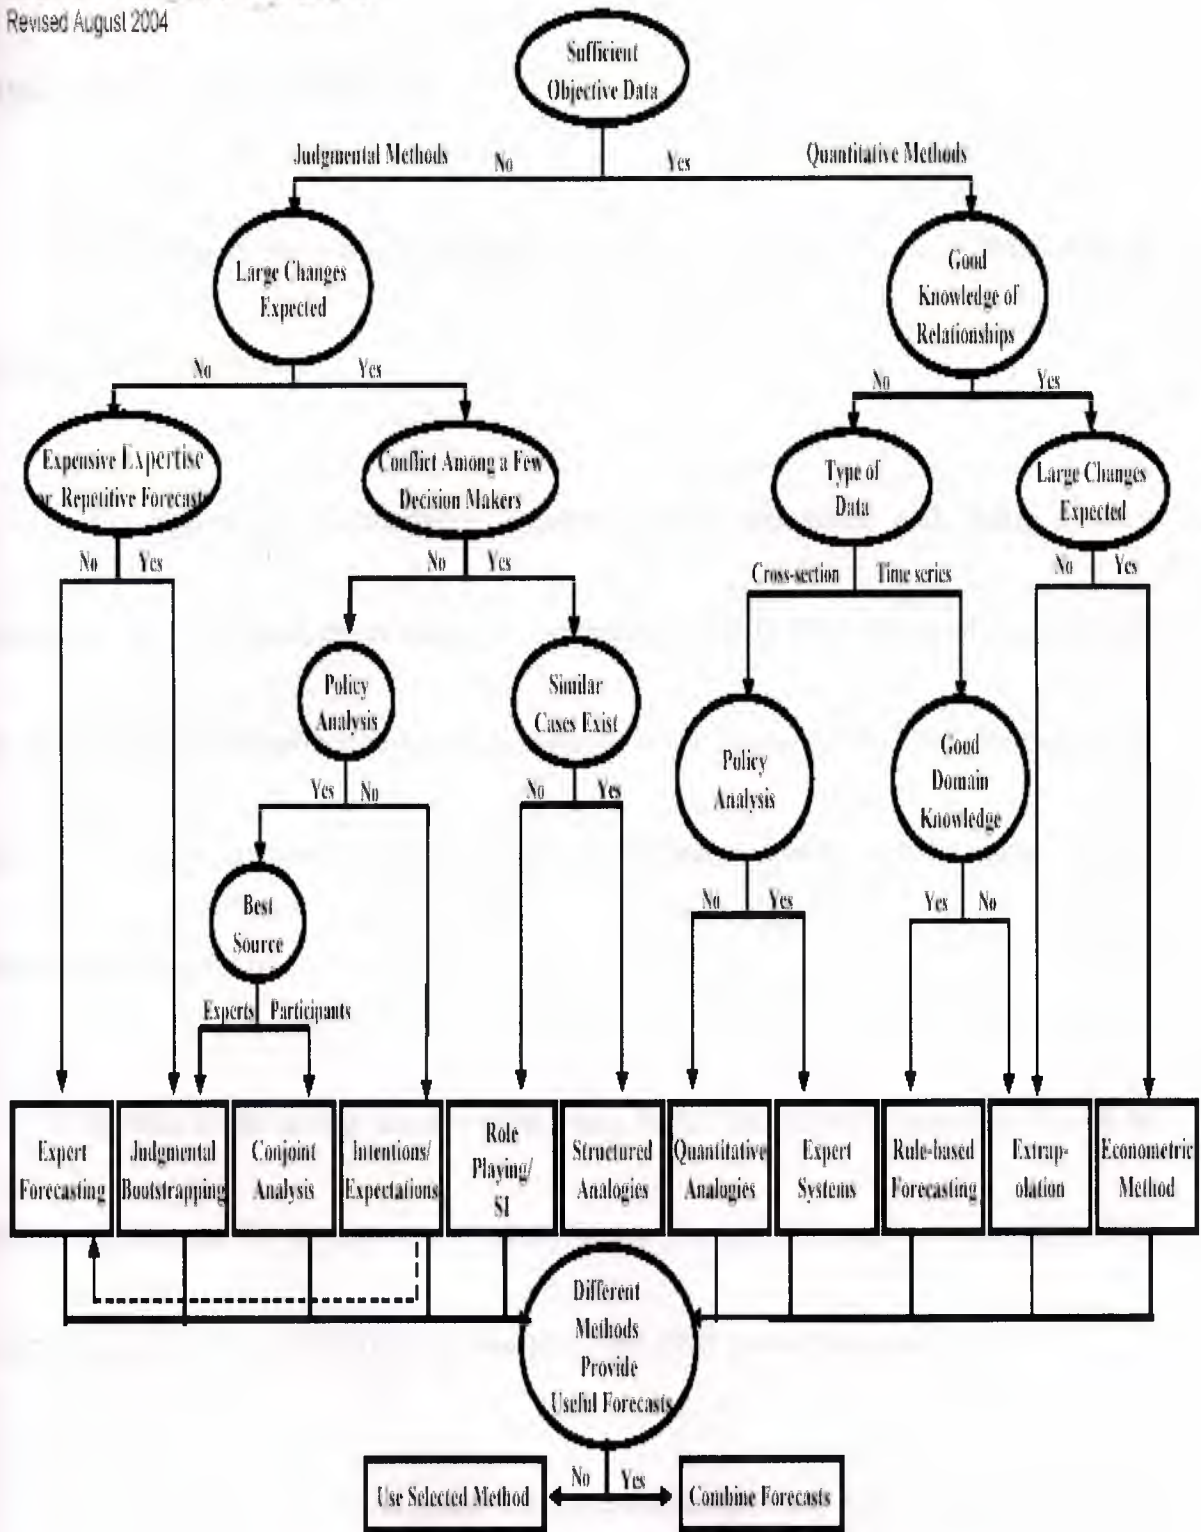 Revised August 2004
Sufficient
Objective Data
Judgmental Methods No Yes Quantitative Methods
Large Changes
Expected
Good
Knowledge of
Relationships
No Yes
No Yes
Expensive Expertise
or Repetitive Forecasts
Conflict Among a Few
Decision Makers
Type of
Data
Large Changes
Expected
No Yes
No Yes
Cross-section Time series
No Yes
Policy
Analysis
Similar
Cases Exist
Policy
Analysis
Good
Domain
Knowledge
Yes No
No Yes
Best
Source
No Yes
Yes No
Experts Participants
Expert
Forecasting
Judgmental
Bootstrapping
Conjoint
Analysis
Intentions/
Expectations
Role
Playing/
SI
Structured
Analogies
Quantitative
Analogies
Expert
Systems
Rule-based
Forecasting
Extrap-
olation
Econometric
Method
Different
Methods
Provide
Useful Forecasts
No Yes
Use Selected Method
Combine Forecasts